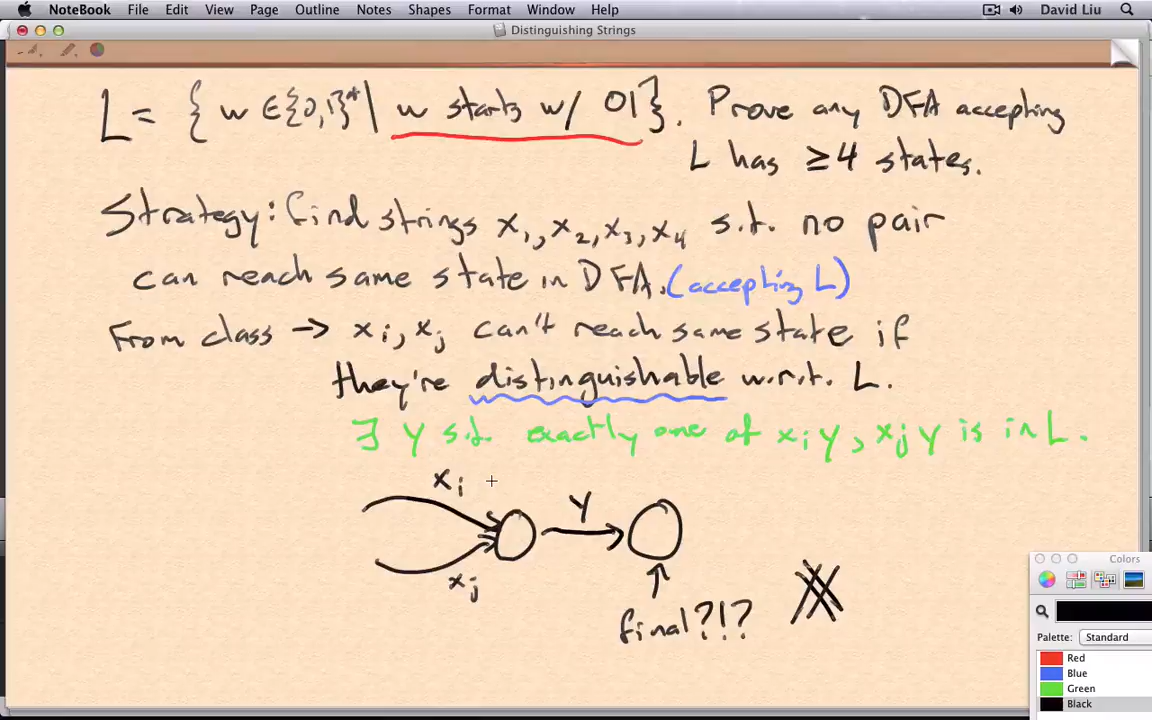 NoteBook File Edit View Page Outline Notes Shapes Format Window Help David Liu
Distinguishing Strings
L = { w ∈ {0,1}* | w starts w/ 01 }. Prove any DFA accepting
L has ≥4 states.
Strategy: find strings x₁, x₂, x₃, x₄ s.t. no pair
can reach same state in DFA. (accepting L)
From class → xᵢ, xⱼ can't reach same state if
they're distinguishable w.r.t. L.
∃ y s.t. exactly one of xᵢy, xⱼy is in L.
xᵢ
y
xⱼ
final?!?
Colors
Palette: Standard
Red
Blue
Green
Black